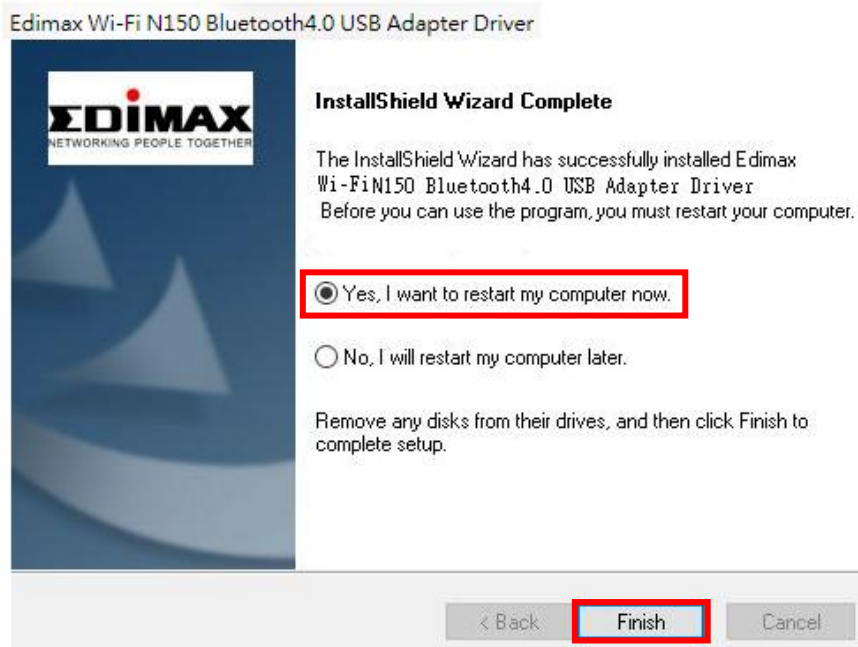 Edimax Wi-Fi N150 Bluetooth4.0 USB Adapter Driver
EDIMAX
NETWORKING PEOPLE TOGETHER
InstallShield Wizard Complete
The InstallShield Wizard has successfully installed Edimax
Wi-FiN150 Bluetooth4.0 USB Adapter Driver
Before you can use the program, you must restart your computer.
Yes, I want to restart my computer now.
No, I will restart my computer later.
Remove any disks from their drives, and then click Finish to
complete setup.
< Back Finish Cancel